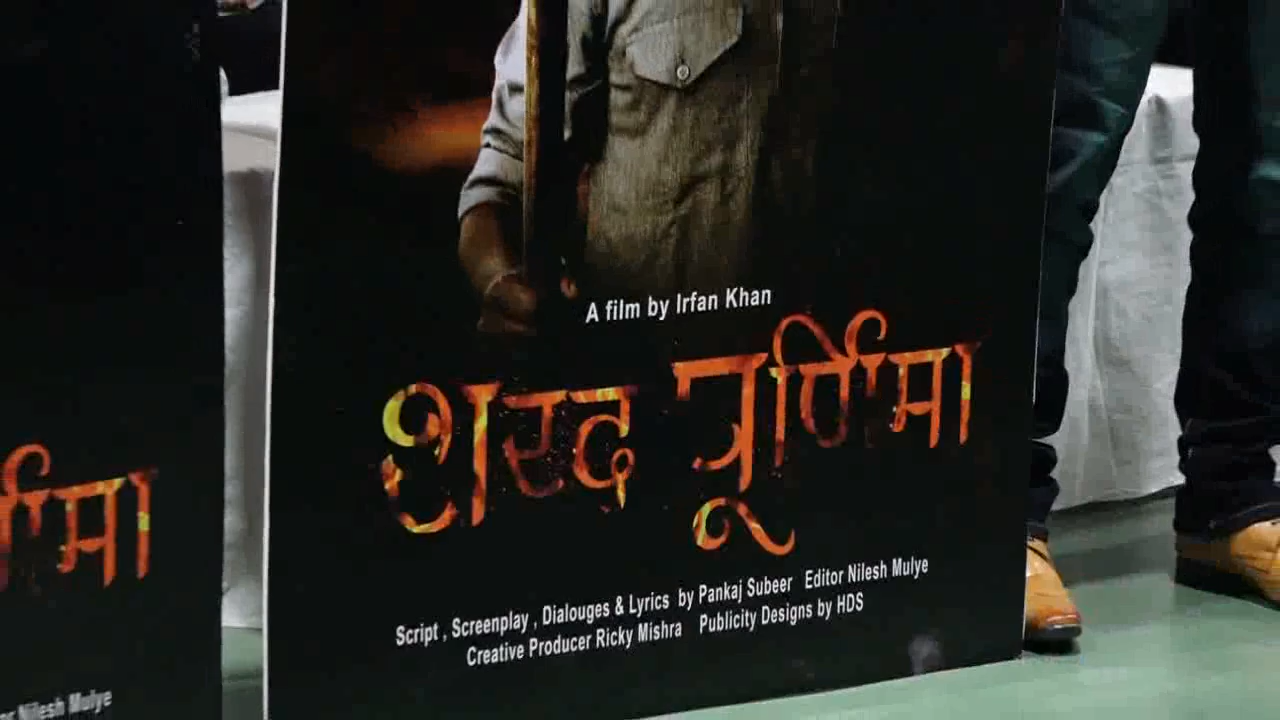 A film by Irfan Khan
शरद पूर्णिमा
Script , Screenplay , Dialouges & Lyrics by Pankaj Subeer Editor Nilesh Mulye
Creative Producer Ricky Mishra Publicity Designs by HDS
Nilesh Mulye